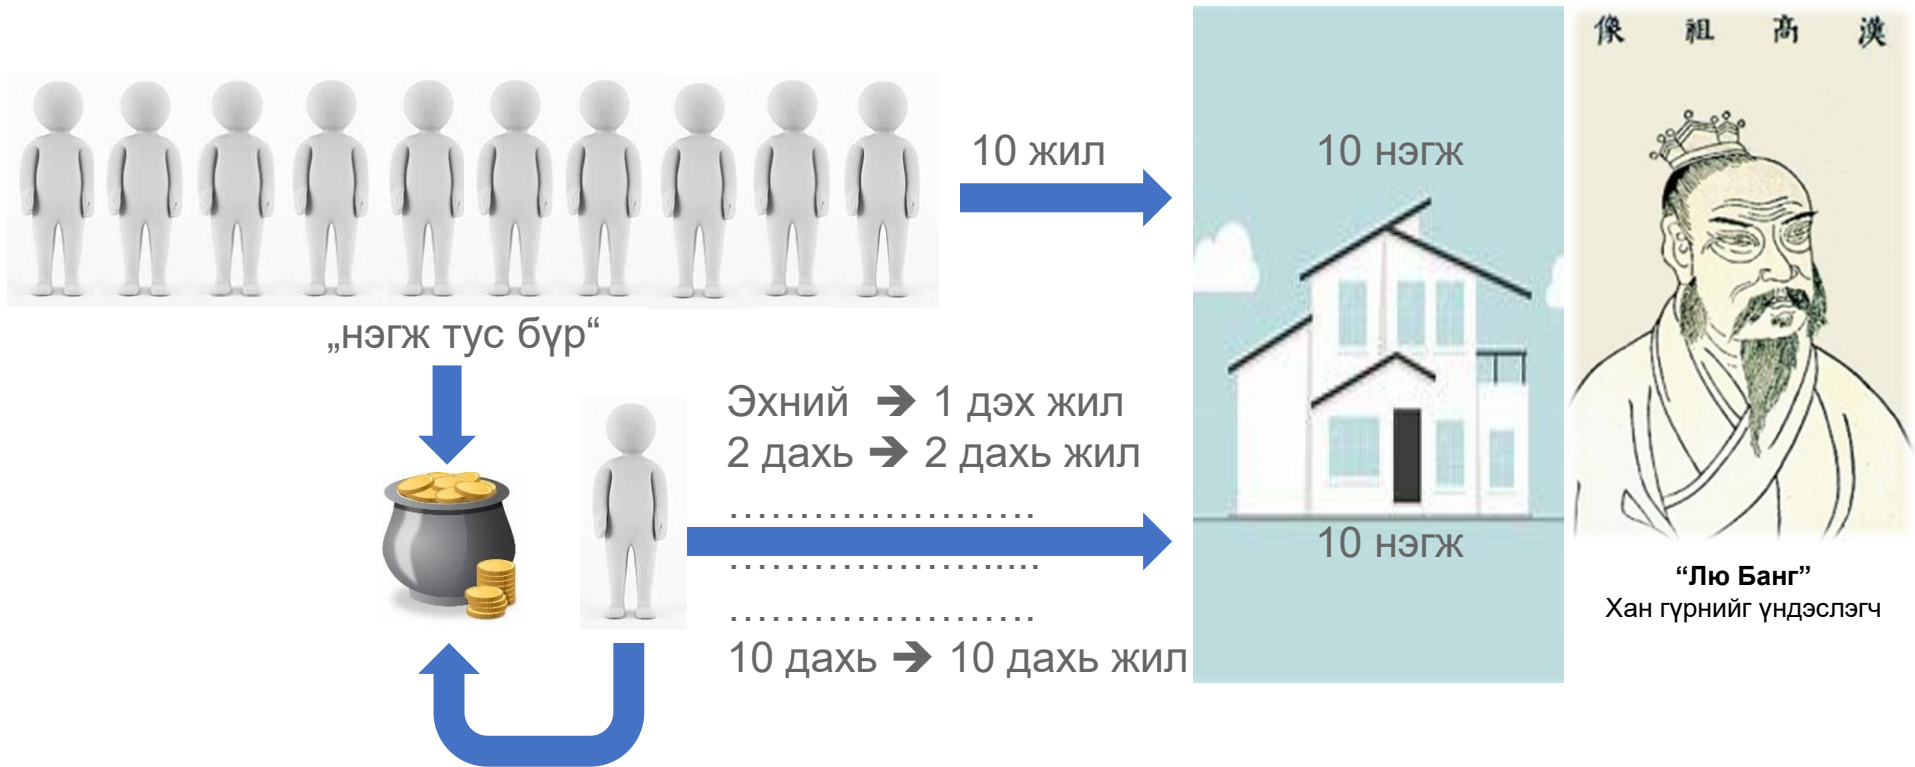 像 祖 高 漢
10 жил
10 нэгж
„нэгж тус бүр“
Эхний ➔ 1 дэх жил
2 дахь ➔ 2 дахь жил
......................
......................
......................
10 дахь ➔ 10 дахь жил
10 нэгж
“Лю Банг”
Хан гүрнийг үндэслэгч